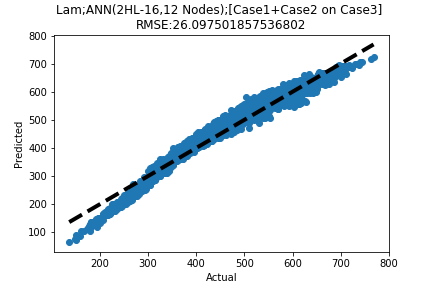 Lam;ANN(2HL-16,12 Nodes);[Case1+Case2 on Case3]
RMSE:26.097501857536802
800
700
600
500
400
300
200
100
Predicted
200 300 400 500 600 700 800
Actual